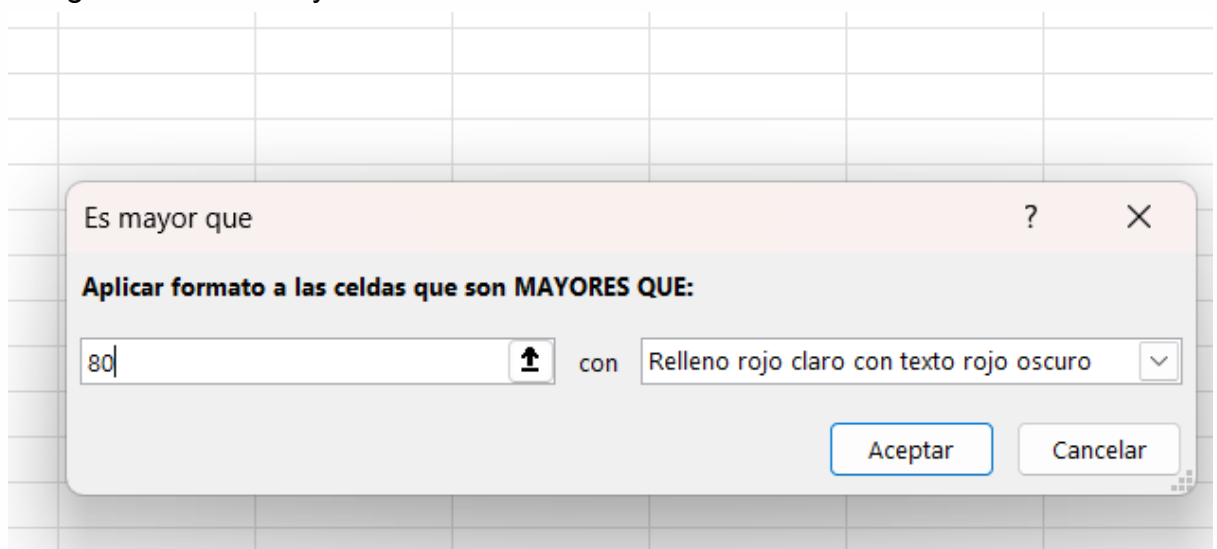 Es mayor que ?
Aplicar formato a las celdas que son MAYORES QUE:
80 con Relleno rojo claro con texto rojo oscuro
Aceptar Cancelar